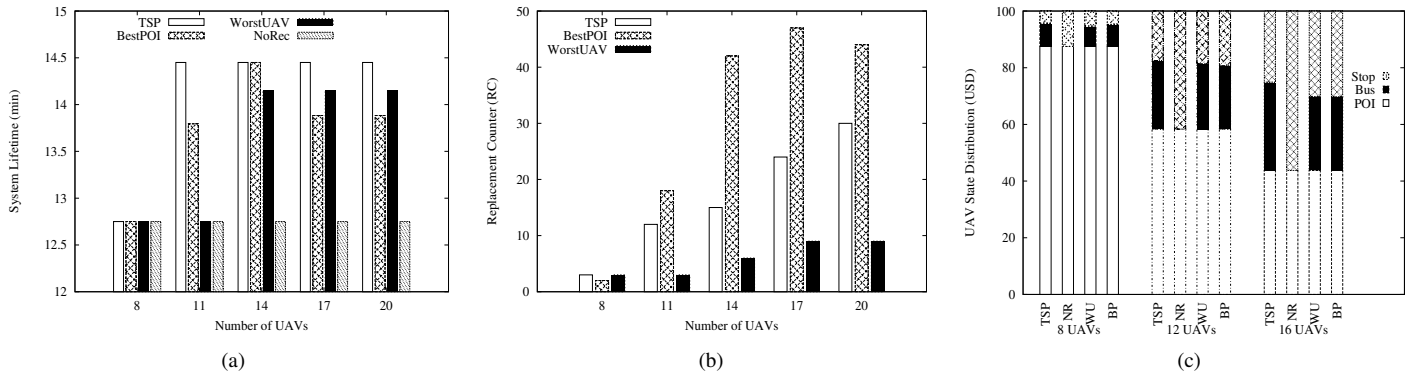 TSP
BestPOI
WorstUAV
NoRec
System Lifetime (min)
15
14.5
14
13.5
13
12.5
12
8
11
14
17
20
Number of UAVs
(a)
TSP
BestPOI
WorstUAV
Replacement Counter (RC)
50
40
30
20
10
0
8
11
14
17
20
Number of UAVs
(b)
UAV State Distribution (USD)
100
80
60
40
20
0
Stop
Bus
POI
TSP
NR
WU
BP
TSP
NR
WU
BP
TSP
NR
WU
BP
8 UAVs
12 UAVs
16 UAVs
(c)